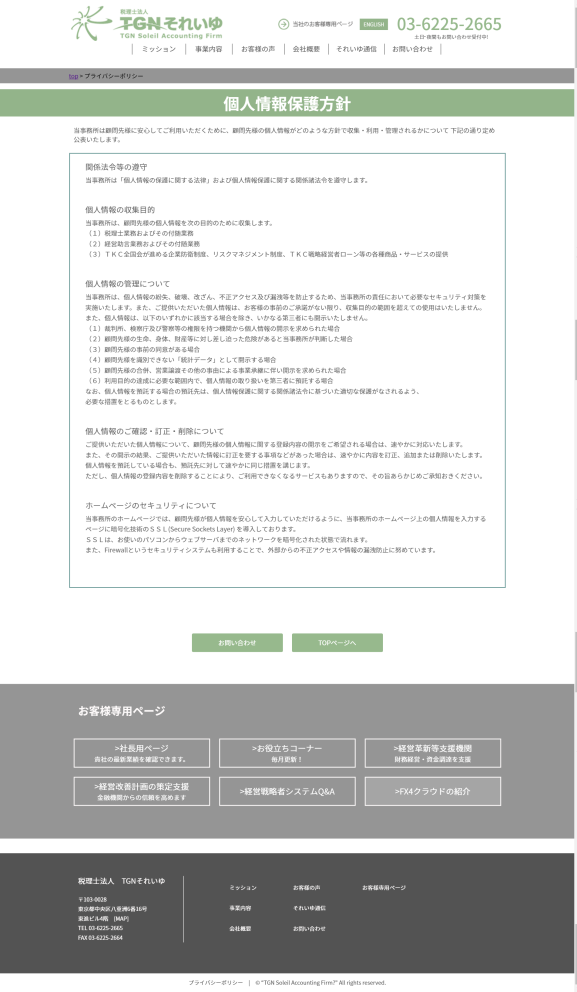 税理士法人
TGN それいゆ
TGN Soleil Accounting Firm
当社のお客様専用ページ
ENGLISH
03-6225-2665
土日・夜間もお問い合わせ受付中!
ミッション
事業内容
お客様の声
会社概要
それいゆ通信
お問い合わせ
top > プライバシーポリシー
個人情報保護方針
当事務所は顧問先様に安心してご利用いただくために、顧問先様の個人情報がどのような方針で収集・利用・管理されるかについて 下記の通り定め
公表いたします。
関係法令等の遵守
当事務所は「個人情報の保護に関する法律」および個人情報保護に関する関係諸法令を遵守します。
個人情報の収集目的
当事務所は、顧問先様の個人情報を次の目的のために収集します。
（１）税理士業務およびその付随業務
（２）経営助言業務およびその付随業務
（３）ＴＫＣ全国会が進める企業防衛制度、リスクマネジメント制度、ＴＫＣ戦略経営者ローン等の各種商品・サービスの提供
個人情報の管理について
当事務所は、個人情報の紛失、破壊、改ざん、不正アクセス及び漏洩等を防止するため、当事務所の責任において必要なセキュリティ対策を
実施いたします。また、ご提供いただいた個人情報は、お客様の事前のご承諾がない限り、収集目的の範囲を超えての使用はいたしません。
また、個人情報は、以下のいずれかに該当する場合を除き、いかなる第三者にも開示いたしません。
（１）裁判所、検察庁及び警察等の権限を持つ機関から個人情報の開示を求められた場合
（２）顧問先様の生命、身体、財産等に対し差し迫った危険があると当事務所が判断した場合
（３）顧問先様の事前の同意がある場合
（４）顧問先様を識別できない「統計データ」として開示する場合
（５）顧問先様の合併、営業譲渡その他の事由による事業承継に伴い開示を求められた場合
（６）利用目的の達成に必要な範囲内で、個人情報の取り扱いを第三者に預託する場合
なお、個人情報を預託する場合の預託先は、個人情報保護に関する関係諸法令に基づいた適切な保護がなされるよう、
必要な措置をとるものとします。
個人情報のご確認・訂正・削除について
ご提供いただいた個人情報について、顧問先様の個人情報に関する登録内容の開示をご希望される場合は、速やかに対応いたします。
また、その開示の結果、ご提供いただいた情報に訂正を要する事項などがあった場合は、速やかに内容を訂正、追加または削除いたします。
個人情報を預託している場合も、預託先に対して速やかに同じ措置を講じます。
ただし、個人情報の登録内容を削除することにより、ご利用できなくなるサービスもありますので、その旨あらかじめご承知おきください。
ホームページのセキュリティについて
当事務所のホームページでは、顧問先様が個人情報を安心して入力していただけるように、当事務所のホームページ上の個人情報を入力する
ページに暗号化技術のＳＳＬ(Secure Sockets Layer) を導入しております。
ＳＳＬは、お使いのパソコンからウェブサーバまでのネットワークを暗号化された状態で流れます。
また、Firewallというセキュリティシステムも利用することで、外部からの不正アクセスや情報の漏洩防止に努めています。
お問い合わせ
TOPページへ
お客様専用ページ
>社長用ページ
貴社の最新業績を確認できます。
>お役立ちコーナー
毎月更新！
>経営革新等支援機関
財務経営・資金調達を支援
>経営改善計画の策定支援
金融機関からの信頼を高めます
>経営戦略者システムQ&A
>FX4クラウドの紹介
税理士法人　TGNそれいゆ
〒103-0028
東京都中央区八重洲6番16号
東進ビル4階　[MAP]
TEL 03-6225-2665
FAX 03-6225-2664
ミッション
お客様の声
お客様専用ページ
事業内容
それいゆ通信
会社概要
お問い合わせ
プライバシーポリシー　|　© "TGN Soleil Accounting Firm?" All rights reserved.